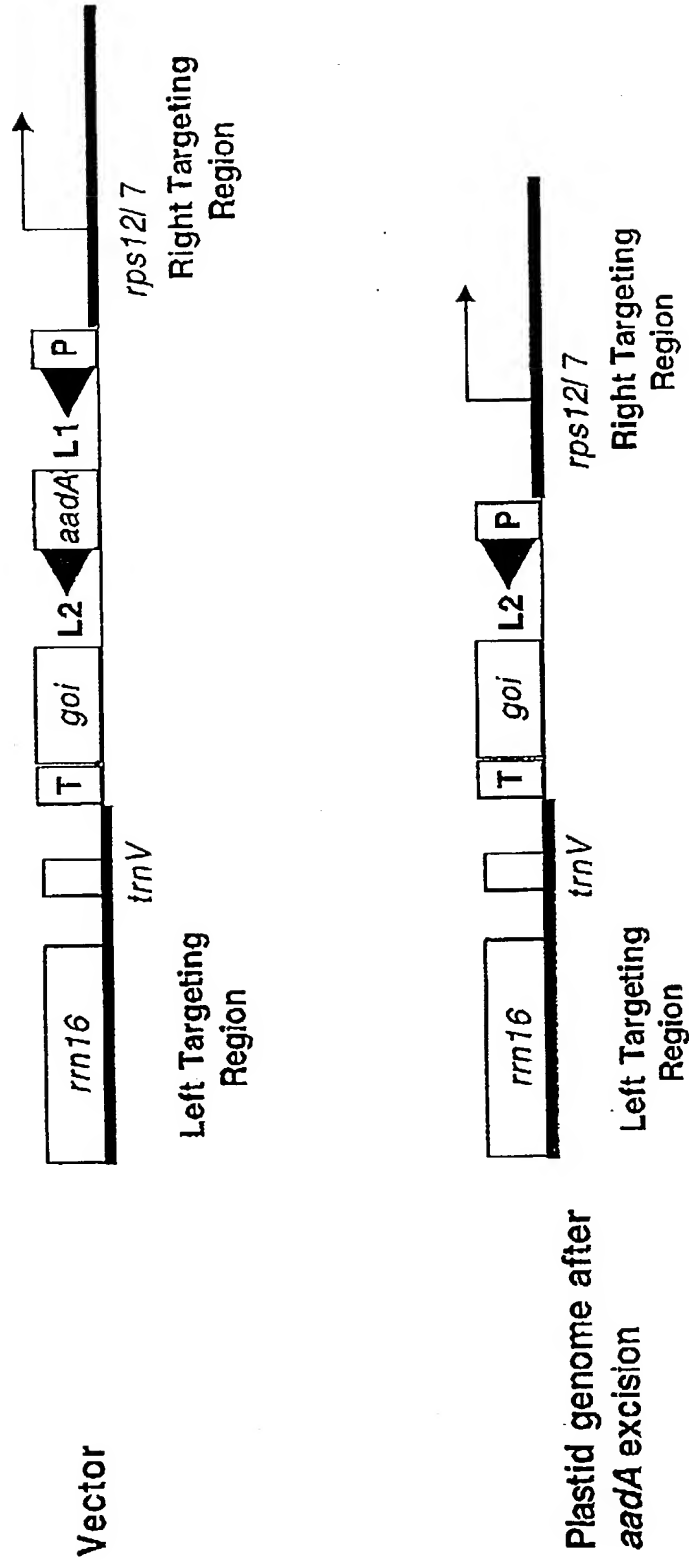 Vector
rrn16
trnV
T
goi
L2
aadA
L1
P
Left Targeting
Region
rps12/7
Right Targeting
Region
Plastid genome after
aadA excision
rrn16
trnV
T
goi
L2
P
Left Targeting
Region
rps12/7
Right Targeting
Region